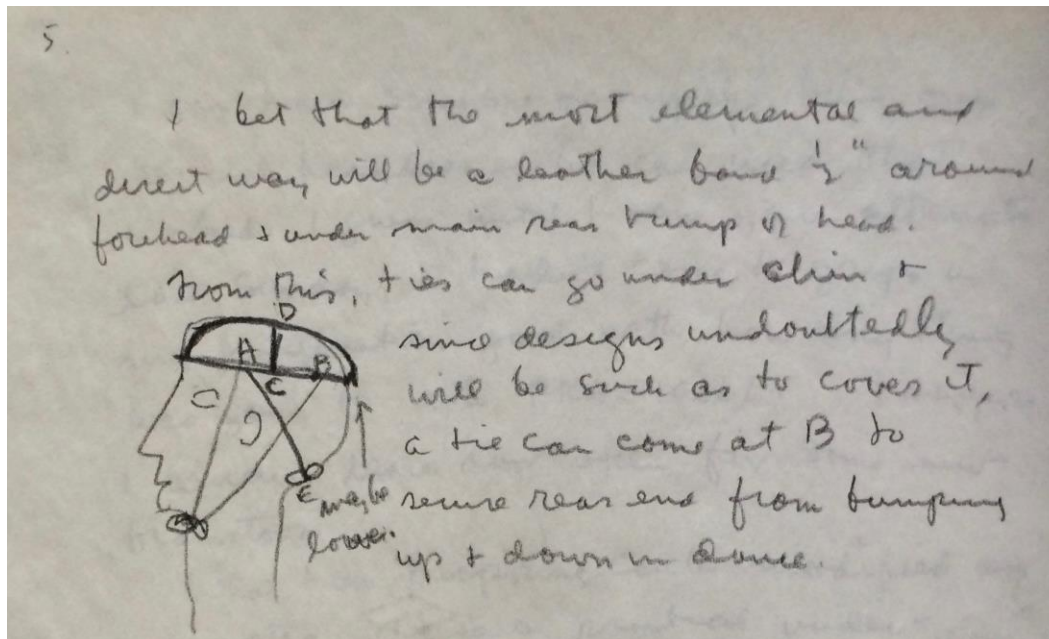 5.
I bet that the most elemental and
direct way will be a leather band ½" around
forehead & under main rear bump of head.
From this, ties can go under chin &
since designs undoubtedly
will be such as to cover it,
a tie can come at B to
secure rear end from bumping
up & down in dance.
D
A
B
C
E
maybe
lower.